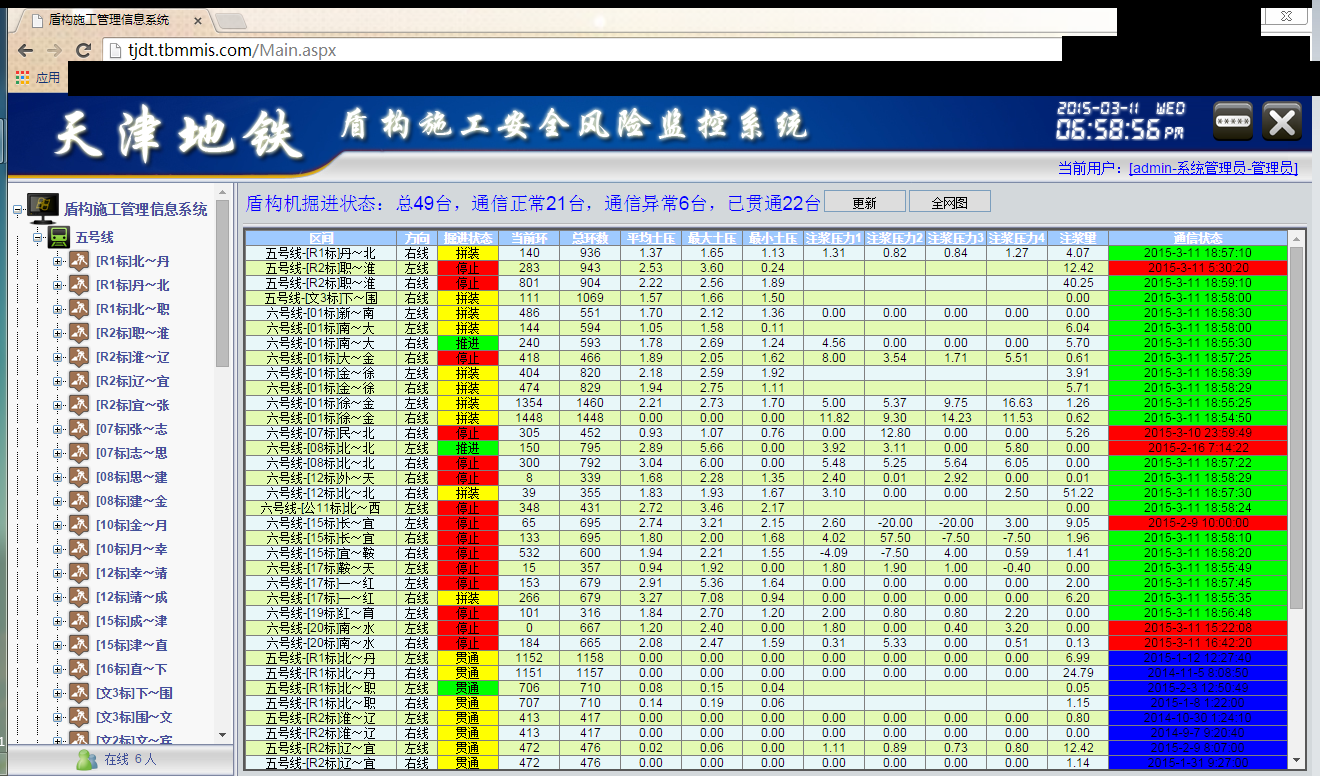 盾构施工管理信息系统
tjdt.tbmmis.com/Main.aspx
应用
天津地铁 盾构施工安全风险监控系统
2015-03-11 WED
06:58:56 PM
当前用户： [admin-系统管理员-管理员]
盾构机掘进状态：总49台，通信正常21台，通信异常6台，已贯通22台 更新 全网图
盾构施工管理信息系统
五号线
[R1标]北～丹
[R1标]丹～北
[R1标]北～职
[R2标]职～淮
[R2标]淮～辽
[R2标]辽～宜
[R2标]宜～张
[07标]张～志
[07标]志～思
[08标]思～建
[08标]建～金
[10标]金～月
[10标]月～幸
[12标]幸～靖
[12标]靖～成
[15标]成～津
[15标]津～直
[16标]直～下
[文3标]下～围
[文3标]围～文
[文2标]文～宾
在线 6 人
区间 方向 掘进状态 当前环 总环数 平均土压 最大土压 最小土压 注浆压力1 注浆压力2 注浆压力3 注浆压力4 注浆量 通信状态
五号线-[R1标]丹～北 右线 拼装 140 936 1.37 1.65 1.13 1.31 0.82 0.84 1.27 4.07 2015-3-11 18:57:10
五号线-[R2标]职～淮 左线 停止 283 943 2.53 3.60 0.24 12.42 2015-3-11 5:30:20
五号线-[R2标]职～淮 右线 停止 801 904 2.22 2.56 1.89 40.25 2015-3-11 18:59:10
五号线-[文3标]下～围 右线 拼装 111 1069 1.57 1.66 1.50 0.00 2015-3-11 18:58:00
六号线-[01标]新～南 左线 拼装 486 551 1.70 2.12 1.36 0.00 0.00 0.00 0.00 0.00 2015-3-11 18:58:30
六号线-[01标]南～大 左线 拼装 144 594 1.05 1.58 0.11 6.04 2015-3-11 18:58:00
六号线-[01标]南～大 右线 推进 240 593 1.78 2.69 1.24 4.56 0.00 0.00 0.00 5.70 2015-3-11 18:55:30
六号线-[01标]大～金 右线 停止 418 466 1.89 2.05 1.62 8.00 3.54 1.71 5.51 0.61 2015-3-11 18:57:25
六号线-[01标]金～徐 左线 拼装 404 820 2.18 2.59 1.92 3.91 2015-3-11 18:58:39
六号线-[01标]金～徐 右线 拼装 474 829 1.94 2.75 1.11 5.71 2015-3-11 18:58:29
六号线-[01标]徐～金 左线 拼装 1354 1460 2.21 2.73 1.70 5.00 5.37 9.75 16.63 1.26 2015-3-11 18:55:25
六号线-[01标]徐～金 右线 拼装 1448 1448 0.00 0.00 0.00 11.82 9.30 14.23 11.53 0.62 2015-3-11 18:54:50
六号线-[07标]民～北 右线 停止 305 452 0.93 1.07 0.76 0.00 12.80 0.00 0.00 5.26 2015-3-10 23:59:49
六号线-[08标]北～北 左线 推进 150 795 2.89 5.66 0.00 3.92 3.11 0.00 5.80 0.00 2015-2-16 7:14:22
六号线-[08标]北～北 右线 停止 300 792 3.04 6.00 0.00 5.48 5.25 5.64 6.05 0.00 2015-3-11 18:57:22
六号线-[12标]外～天 右线 停止 8 339 1.68 2.28 1.35 2.40 0.01 2.92 0.00 0.01 2015-3-11 18:58:29
六号线-[12标]北～北 右线 拼装 39 355 1.83 1.93 1.67 3.10 0.00 0.00 2.50 51.22 2015-3-11 18:57:30
六号线-[公11标]北～西 左线 停止 348 431 2.72 3.46 2.17 0.00 2015-3-11 18:58:24
六号线-[15标]长～宜 左线 停止 65 695 2.74 3.21 2.15 2.60 -20.00 -20.00 3.00 9.05 2015-2-9 10:00:00
六号线-[15标]长～宜 右线 停止 133 695 1.80 2.00 1.68 4.02 57.50 -7.50 -7.50 1.96 2015-3-11 18:58:10
六号线-[15标]宜～鞍 右线 停止 532 600 1.94 2.21 1.55 -4.09 -7.50 4.00 0.59 1.41 2015-3-11 18:58:20
六号线-[17标]鞍～天 右线 停止 15 357 0.94 1.92 0.00 1.80 1.90 1.00 -0.40 0.00 2015-3-11 18:55:49
六号线-[17标]一～红 左线 停止 153 679 2.91 5.36 1.64 0.00 0.00 0.00 0.00 2.00 2015-3-11 18:57:45
六号线-[17标]一～红 右线 拼装 266 679 3.27 7.08 0.94 0.00 0.00 0.00 0.00 6.20 2015-3-11 18:55:35
六号线-[19标]红～育 左线 停止 101 316 1.84 2.70 1.20 2.00 0.80 0.80 2.20 0.00 2015-3-11 18:56:48
六号线-[20标]南～水 左线 停止 0 667 1.20 2.40 0.00 1.80 0.00 0.40 3.20 0.00 2015-3-11 15:22:08
六号线-[20标]南～水 右线 停止 184 665 2.08 2.47 1.59 0.31 5.33 0.00 0.51 0.13 2015-3-11 16:42:20
五号线-[R1标]北～丹 左线 贯通 1152 1158 0.00 0.00 0.00 0.00 0.00 0.00 0.00 6.99 2015-1-12 12:27:40
五号线-[R1标]北～丹 右线 贯通 1151 1157 0.00 0.00 0.00 0.00 0.00 0.00 0.00 24.79 2014-11-5 8:08:50
五号线-[R1标]北～职 左线 贯通 706 710 0.08 0.15 0.04 0.05 2015-2-3 12:50:49
五号线-[R1标]北～职 右线 贯通 707 710 0.14 0.19 0.06 1.15 2015-1-8 1:22:00
五号线-[R2标]淮～辽 左线 贯通 413 417 0.00 0.00 0.00 0.00 0.00 0.00 0.00 0.80 2014-10-30 1:24:10
五号线-[R2标]淮～辽 右线 贯通 413 417 0.00 0.00 0.00 0.00 0.00 0.00 0.00 0.00 2014-9-7 9:20:40
五号线-[R2标]辽～宜 左线 贯通 472 476 0.02 0.06 0.00 1.11 0.89 0.73 0.80 12.42 2015-2-9 8:07:00
五号线-[R2标]辽～宜 右线 贯通 472 476 0.00 0.00 0.00 0.00 0.00 0.00 0.00 1.14 2015-1-31 9:27:00